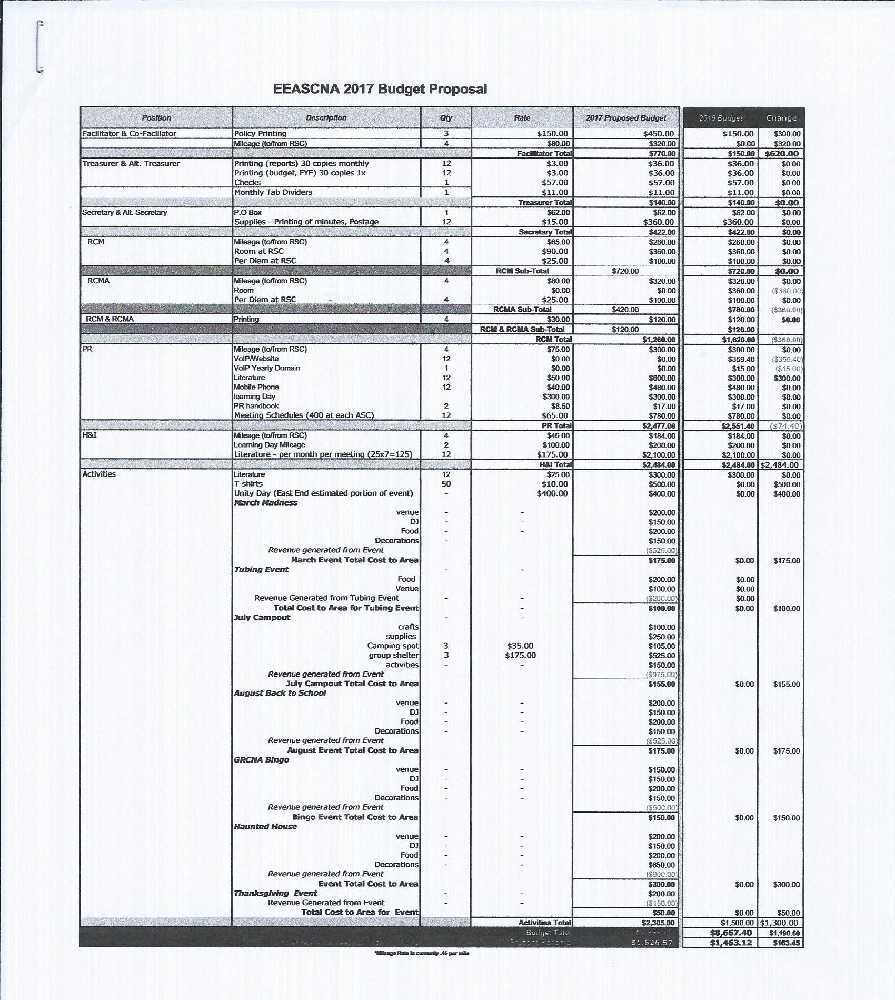 EEASCNA 2017 Budget Proposal
Position Description Qty Rate 2017 Proposed Budget 2016 Budget Change
Facilitator & Co-Facliitator Policy Printing 3 $150.00 $450.00 $150.00 $300.00
Mileage (to/from RSC) 4 $80.00 $320.00 $0.00 $320.00
Facilitator Total $770.00 $150.00 $620.00
Treasurer & Alt. Treasurer Printing (reports) 30 copies monthly 12 $3.00 $36.00 $36.00 $0.00
Printing (budget, FYE) 30 copies 1x 12 $3.00 $36.00 $36.00 $0.00
Checks 1 $57.00 $57.00 $57.00 $0.00
Monthly Tab Dividers 1 $11.00 $11.00 $11.00 $0.00
Treasurer Total $140.00 $140.00 $0.00
Secretary & Alt. Secretary P.O Box 1 $62.00 $62.00 $62.00 $0.00
Supplies - Printing of minutes, Postage 12 $15.00 $360.00 $360.00 $0.00
Secretary Total $422.00 $422.00 $0.00
RCM Mileage (to/from RSC) 4 $65.00 $260.00 $260.00 $0.00
Room at RSC 4 $90.00 $360.00 $360.00 $0.00
Per Diem at RSC 4 $25.00 $100.00 $100.00 $0.00
RCM Sub-Total $720.00 $720.00 $0.00
RCMA Mileage (to/from RSC) 4 $80.00 $320.00 $320.00 $0.00
Room $0.00 $0.00 $360.00 ($360.00)
Per Diem at RSC - 4 $25.00 $100.00 $100.00 $0.00
RCMA Sub-Total $420.00 $780.00 ($360.00)
RCM & RCMA Printing 4 $30.00 $120.00 $120.00 $0.00
RCM & RCMA Sub-Total $120.00 $120.00
RCM Total $1,260.00 $1,620.00 ($360.00)
PR Mileage (to/from RSC) 4 $75.00 $300.00 $300.00 $0.00
VoIP/Website 12 $0.00 $0.00 $359.40 ($359.40)
VoIP Yearly Domain 1 $0.00 $0.00 $15.00 ($15.00)
Literature 12 $50.00 $600.00 $300.00 $300.00
Mobile Phone 12 $40.00 $480.00 $480.00 $0.00
learning Day $300.00 $300.00 $300.00 $0.00
PR handbook 2 $8.50 $17.00 $17.00 $0.00
Meeting Schedules (400 at each ASC) 12 $65.00 $780.00 $780.00 $0.00
PR Total $2,477.00 $2,551.40 ($74.40)
H&I Mileage (to/from RSC) 4 $46.00 $184.00 $184.00 $0.00
Learning Day Mileage 2 $100.00 $200.00 $200.00 $0.00
Literature - per month per meeting (25x7=125) 12 $175.00 $2,100.00 $2,100.00 $0.00
H&I Total $2,484.00 $2,484.00 $2,484.00
Activities Literature 12 $25.00 $300.00 $300.00 $0.00
T-shirts 50 $10.00 $500.00 $0.00 $500.00
Unity Day (East End estimated portion of event) - $400.00 $400.00 $0.00 $400.00
March Madness
venue - - $200.00
DJ - - $150.00
Food - - $200.00
Decorations - - $150.00
Revenue generated from Event ($525.00)
March Event Total Cost to Area $175.00 $0.00 $175.00
Tubing Event - -
Food $200.00 $0.00
Venue $100.00 $0.00
Revenue Generated from Tubing Event - - ($200.00) $0.00
Total Cost to Area for Tubing Event - $100.00 $0.00 $100.00
July Campout - -
crafts $100.00
supplies $250.00
Camping spot 3 $35.00 $105.00
group shelter 3 $175.00 $525.00
activities - - $150.00
Revenue generated from Event ($975.00)
July Campout Total Cost to Area $155.00 $0.00 $155.00
August Back to School
venue - - $200.00
DJ - - $150.00
Food - - $200.00
Decorations - - $150.00
Revenue generated from Event ($525.00)
August Event Total Cost to Area $175.00 $0.00 $175.00
GRCNA Bingo
venue - - $150.00
DJ - - $150.00
Food - - $200.00
Decorations - - $150.00
Revenue generated from Event ($500.00)
Bingo Event Total Cost to Area $150.00 $0.00 $150.00
Haunted House
venue - - $200.00
DJ - - $150.00
Food - - $200.00
Decorations - - $650.00
Revenue generated from Event ($900.00)
Event Total Cost to Area $300.00 $0.00 $300.00
Thanksgiving Event - - $200.00
Revenue Generated from Event - - ($150.00)
Total Cost to Area for Event - $50.00 $0.00 $50.00
Activities Total $2,305.00 $1,500.00 $1,300.00
Budget Total $8,667.40 $1,190.60
Prudent Reserve $1,626.57 $1,463.12 $163.45
*Mileage Rate is currently .46 per mile